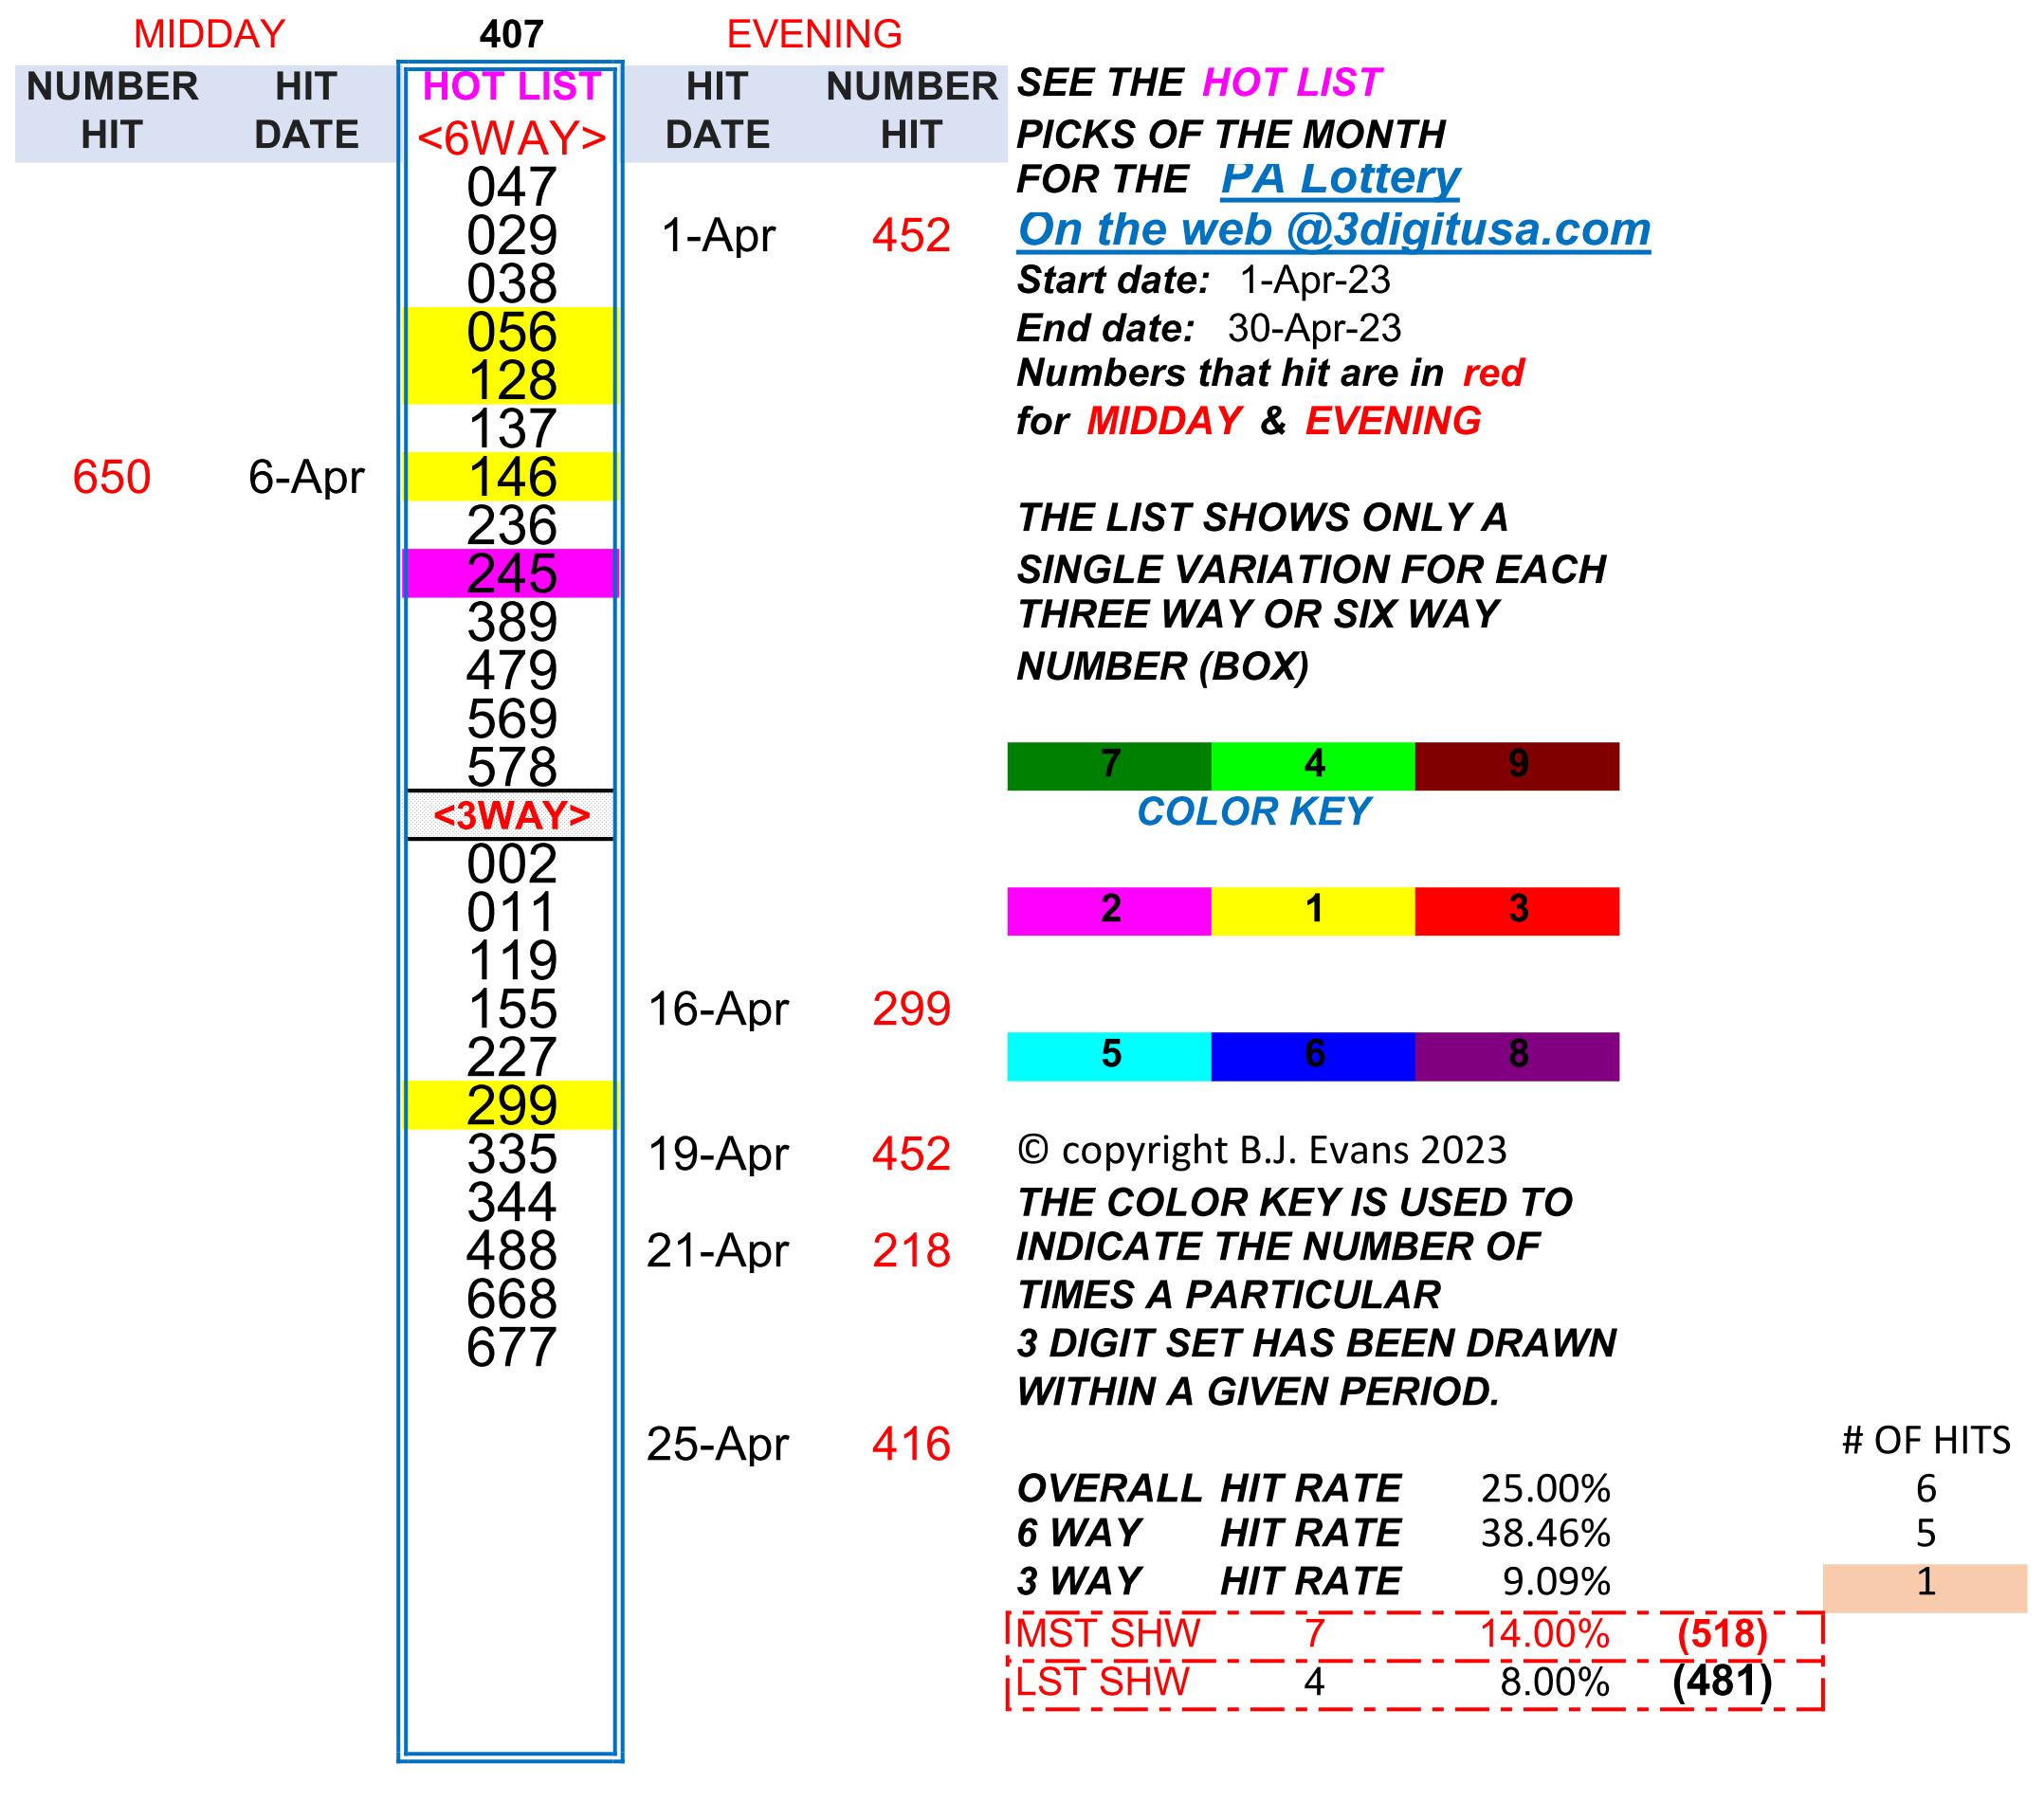 MIDDAY 407 EVENING
NUMBER HIT HOT LIST HIT NUMBER SEE THE HOT LIST
HIT DATE <6WAY> DATE HIT PICKS OF THE MONTH
047 FOR THE PA Lottery
029 1-Apr 452 On the web @3digitusa.com
038 Start date: 1-Apr-23
056 End date: 30-Apr-23
128 Numbers that hit are in red
137 for MIDDAY & EVENING
650 6-Apr 146
236 THE LIST SHOWS ONLY A
245 SINGLE VARIATION FOR EACH
389 THREE WAY OR SIX WAY
479 NUMBER (BOX)
569
578 7 4 9
<3WAY> COLOR KEY
002
011 2 1 3
119
155 16-Apr 299
227 5 6 8
299
335 19-Apr 452 © copyright B.J. Evans 2023
344 THE COLOR KEY IS USED TO
488 21-Apr 218 INDICATE THE NUMBER OF
668 TIMES A PARTICULAR
677 3 DIGIT SET HAS BEEN DRAWN
WITHIN A GIVEN PERIOD.
25-Apr 416 # OF HITS
OVERALL HIT RATE 25.00% 6
6 WAY HIT RATE 38.46% 5
3 WAY HIT RATE 9.09% 1
MST SHW 7 14.00% (518)
LST SHW 4 8.00% (481)